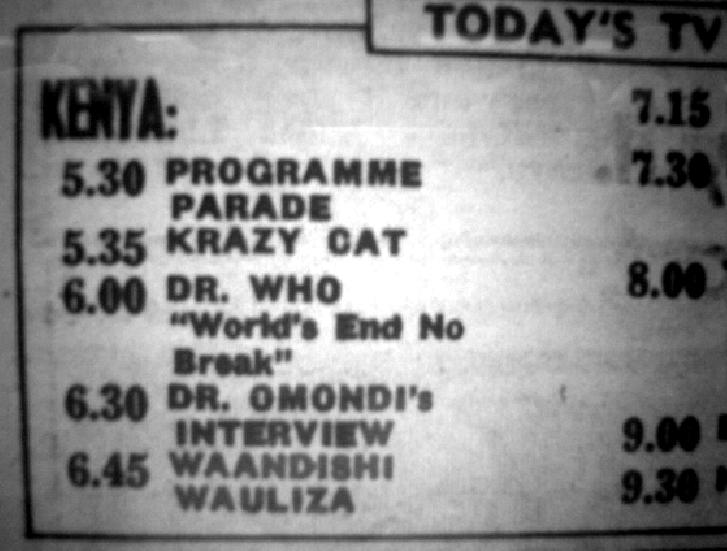 TODAY'S TV
KENYA:
5.30 PROGRAMME
PARADE
5.35 KRAZY CAT
6.00 DR. WHO
"World's End No
Break"
6.30 DR. OMONDI's
INTERVIEW
6.45 WAANDISHI
WAULIZA
7.15
7.30
8.00
9.00
9.30